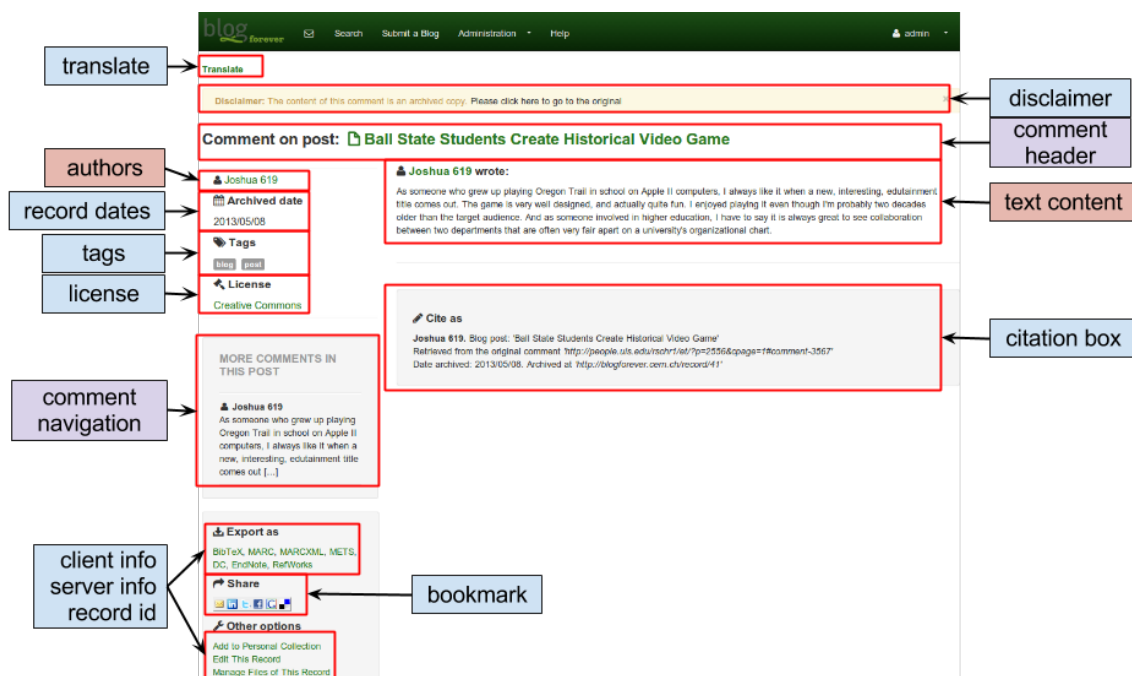 blog forever
Search Submit a Blog Administration Help admin
translate
Translate
Disclaimer: The content of this comment is an archived copy. Please click here to go to the original ×
disclaimer
Comment on post: Ball State Students Create Historical Video Game
comment
header
authors
Joshua 619
record dates
Archived date
2013/05/08
tags
Tags
blog post
license
License
Creative Commons
Joshua 619 wrote:
As someone who grew up playing Oregon Trail in school on Apple II computers, I always like it when a new, interesting, edutainment
title comes out. The game is very well designed, and actually quite fun. I enjoyed playing it even though I'm probably two decades
older than the target audience. And as someone involved in higher education, I have to say it is always great to see collaboration
between two departments that are often very fair apart on a university's organizational chart.
text content
Cite as
Joshua 619. Blog post: 'Ball State Students Create Historical Video Game'
Retrieved from the original comment 'http://people.uis.edu/rschr1/et/?p=2556&cpage=1#comment-3567'
Date archived: 2013/05/08. Archived at 'http://blogforever.cern.ch/record/41'
citation box
comment
navigation
MORE COMMENTS IN
THIS POST
Joshua 619
As someone who grew up playing
Oregon Trail in school on Apple II
computers, I always like it when a
new, interesting, edutainment title
comes out [...]
client info
server info
record id
Export as
BibTeX, MARC, MARCXML, METS,
DC, EndNote, RefWorks
Share
bookmark
Other options
Add to Personal Collection
Edit This Record
Manage Files of This Record